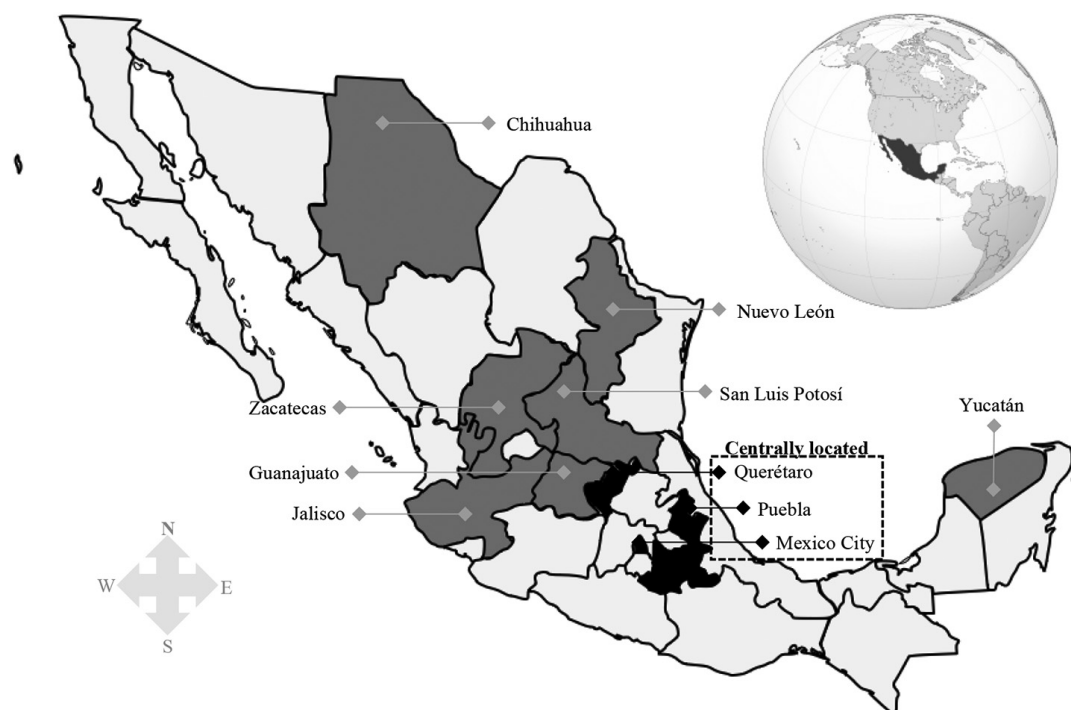 Chihuahua
Nuevo León
Zacatecas
San Luis Potosí
Yucatán
Centrally located
Guanajuato
Querétaro
Jalisco
Puebla
Mexico City
N
W
E
S